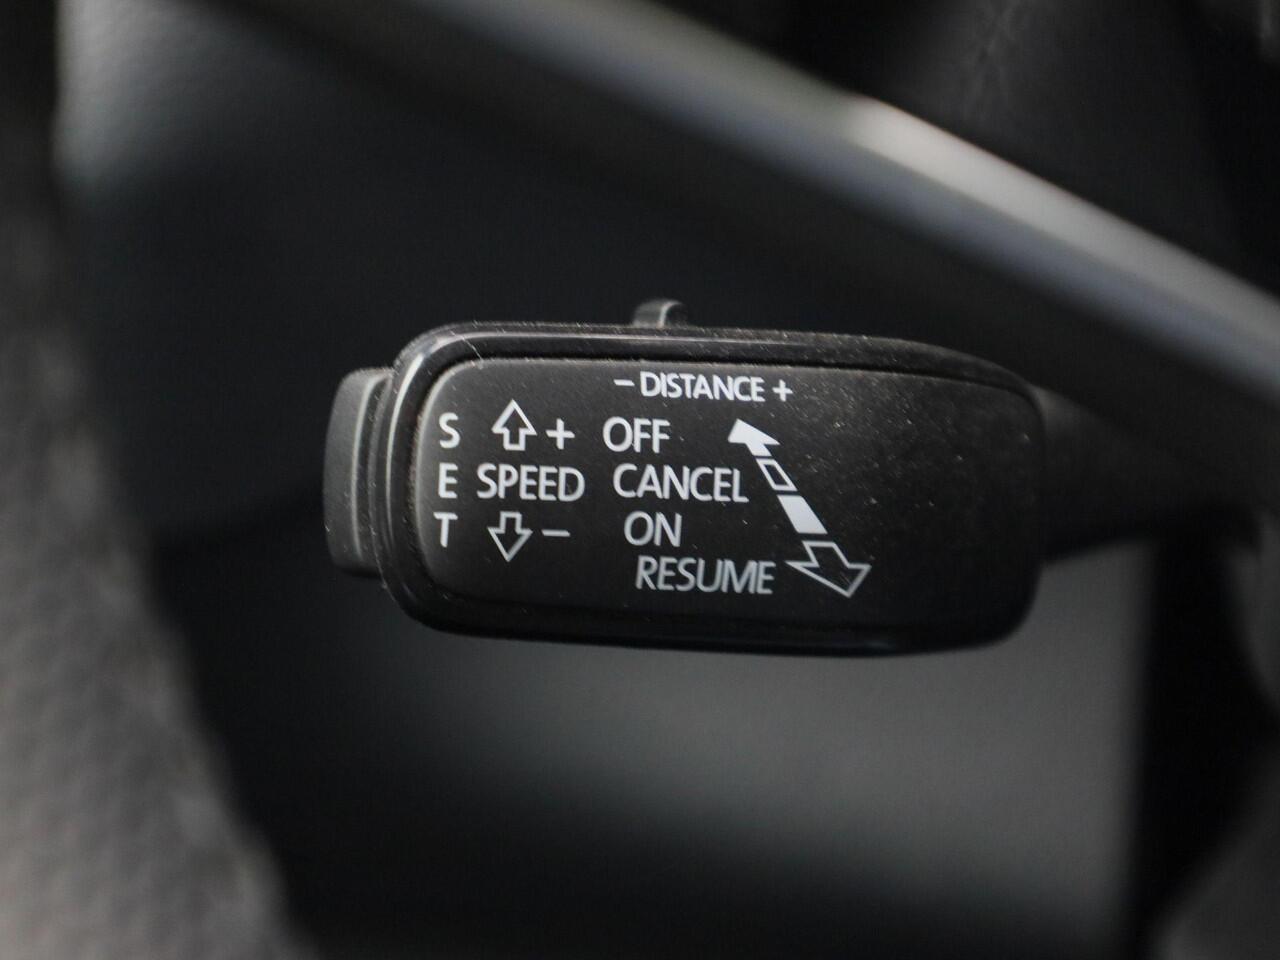 − DISTANCE +
S + OFF
E SPEED CANCEL
T − ON
RESUME